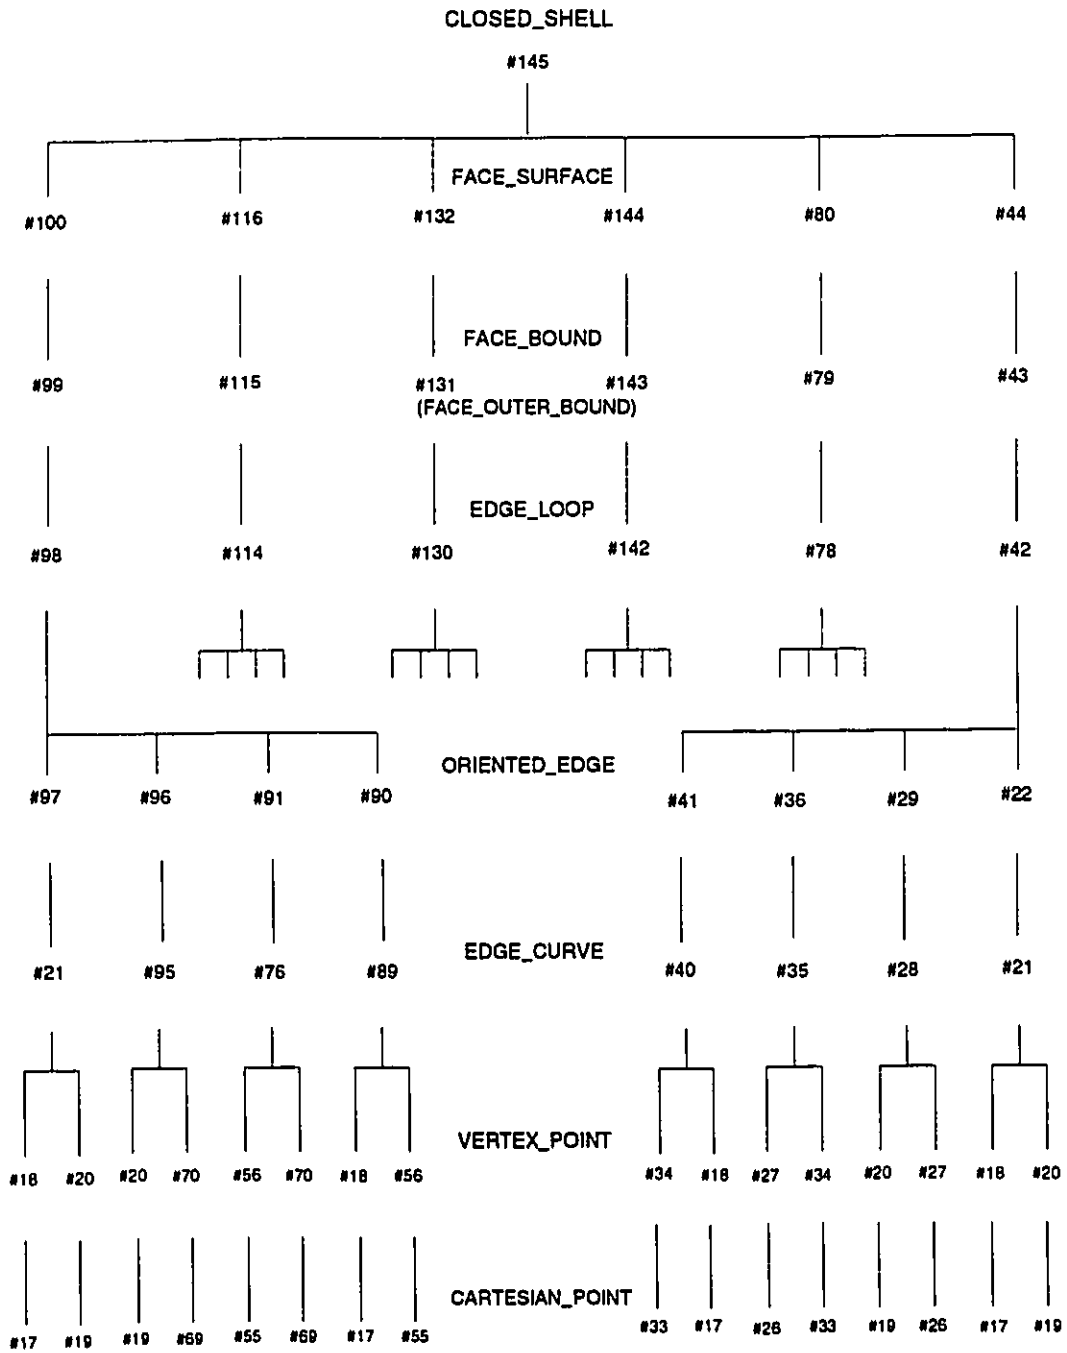 CLOSED_SHELL
#145
FACE_SURFACE
#100 #116 #132 #144 #80 #44
FACE_BOUND
#99 #115 #131 #143 #79 #43
(FACE_OUTER_BOUND)
EDGE_LOOP
#98 #114 #130 #142 #78 #42
ORIENTED_EDGE
#97 #96 #91 #90 #41 #36 #29 #22
EDGE_CURVE
#21 #95 #76 #89 #40 #35 #28 #21
VERTEX_POINT
#18 #20 #20 #70 #56 #70 #18 #56 #34 #18 #27 #34 #20 #27 #18 #20
CARTESIAN_POINT
#17 #19 #19 #69 #55 #69 #17 #55 #33 #17 #26 #33 #19 #26 #17 #19